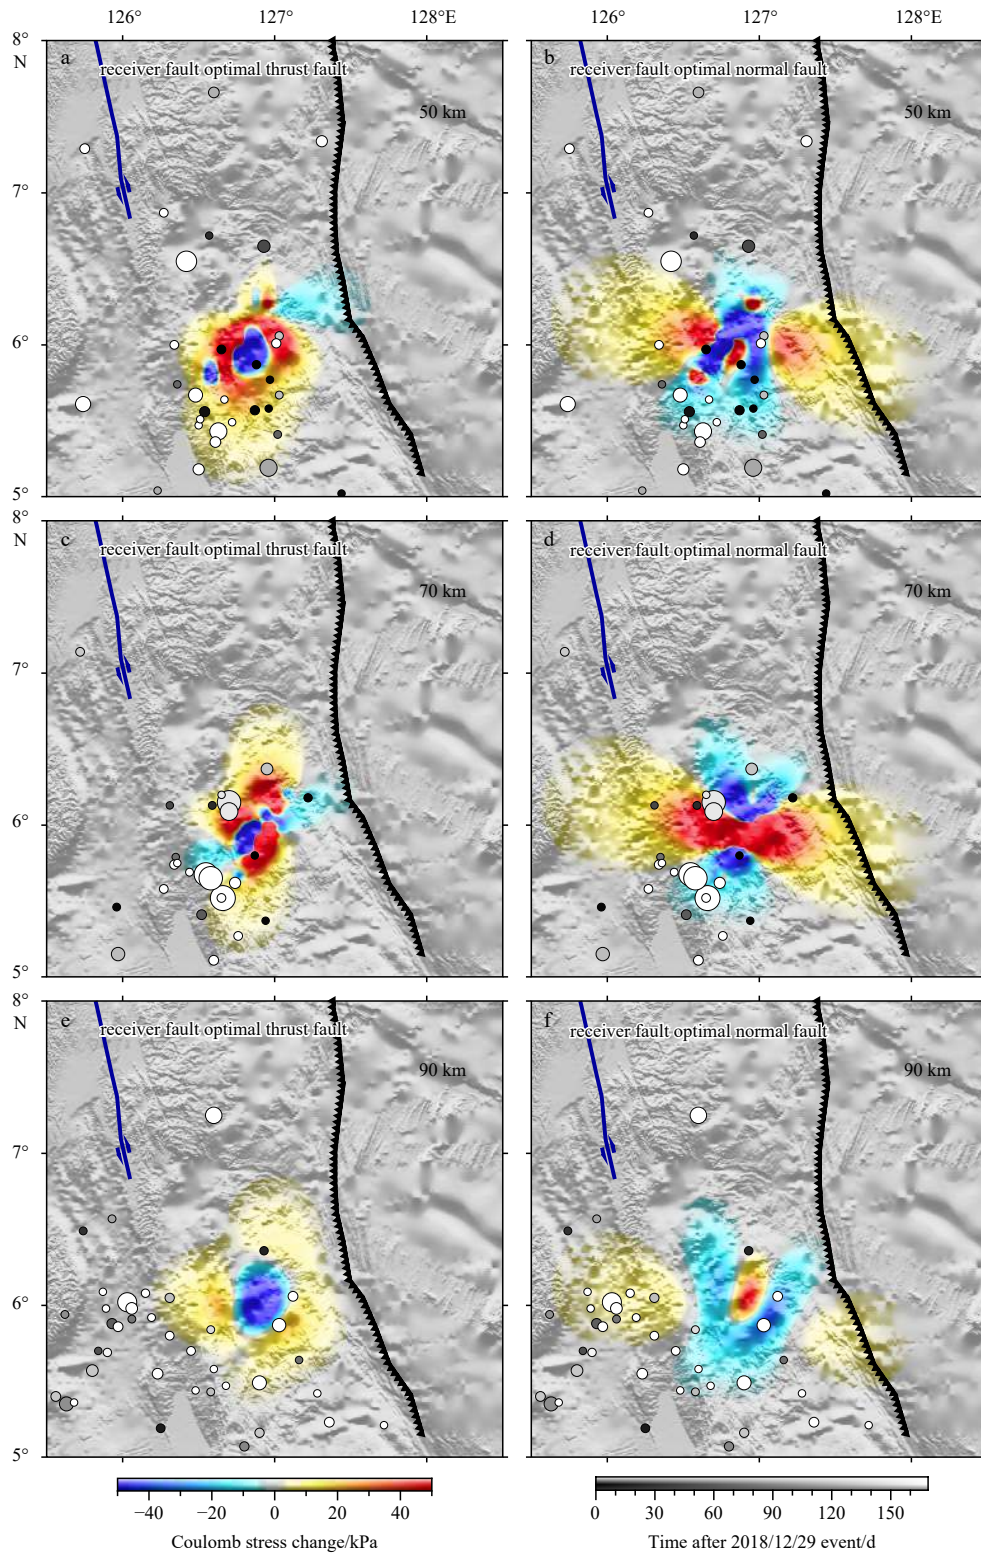 126° 127° 128°E 126° 127° 128°E
8°
N
a
receiver fault optimal thrust fault
50 km
b
receiver fault optimal normal fault
50 km
7°
6°
5°
8°
N
c
receiver fault optimal thrust fault
70 km
d
receiver fault optimal normal fault
70 km
7°
6°
5°
8°
N
e
receiver fault optimal thrust fault
90 km
f
receiver fault optimal normal fault
90 km
7°
6°
5°
−40 −20 0 20 40
Coulomb stress change/kPa
0 30 60 90 120 150
Time after 2018/12/29 event/d